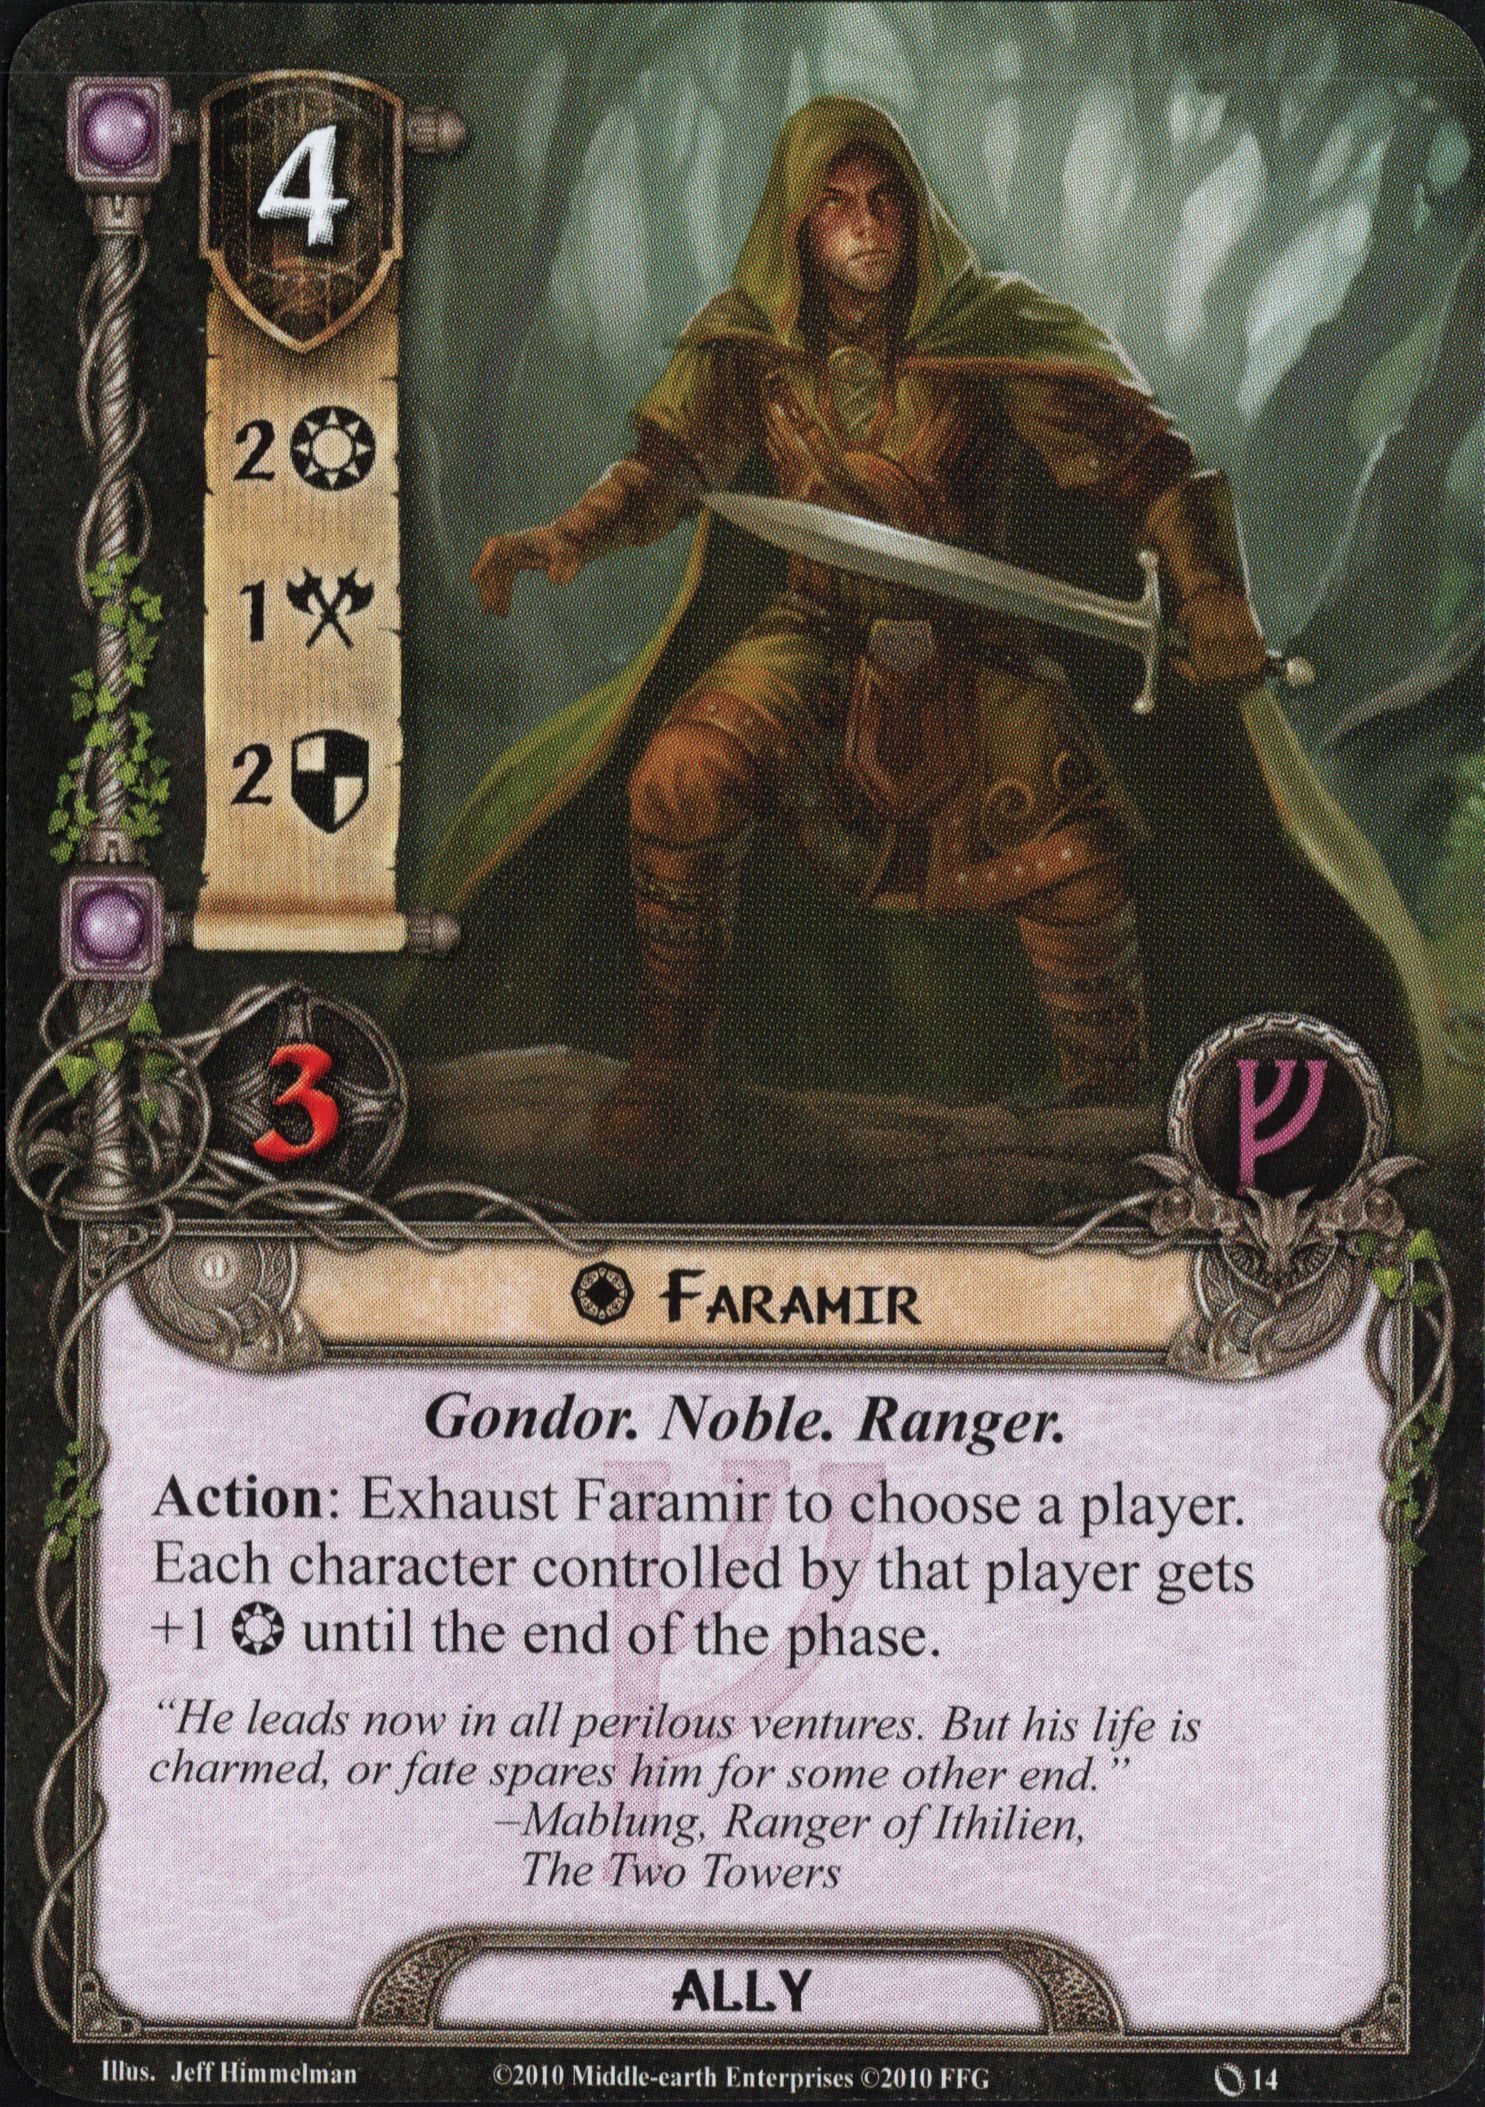 4
2
1
2
3
Faramir
Gondor. Noble. Ranger.
Action: Exhaust Faramir to choose a player.
Each character controlled by that player gets
+1 until the end of the phase.
“He leads now in all perilous ventures. But his life is
charmed, or fate spares him for some other end.”
–Mablung, Ranger of Ithilien,
The Two Towers
ALLY
Illus. Jeff Himmelman ©2010 Middle-earth Enterprises ©2010 FFG 14